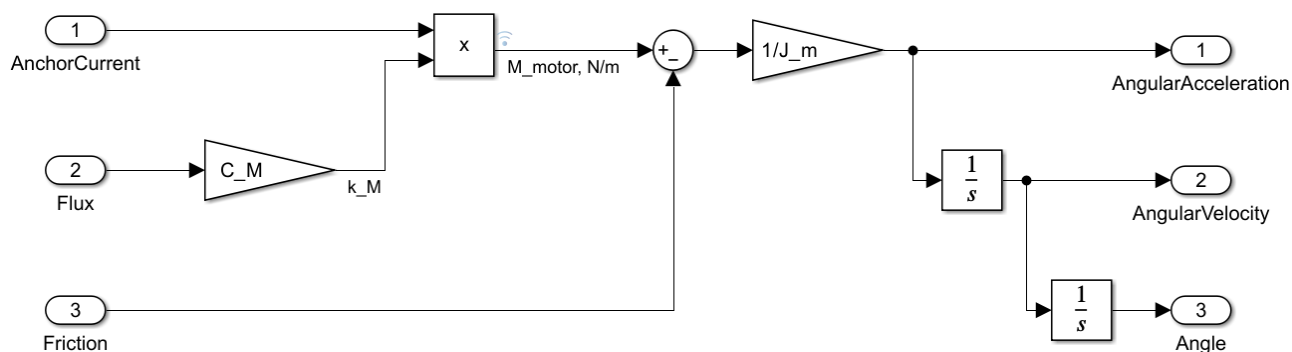 1
AnchorCurrent
x
M_motor, N/m
+
-
1/J_m
1
AngularAcceleration
2
Flux
C_M
k_M
1
s
2
AngularVelocity
3
Friction
1
s
3
Angle